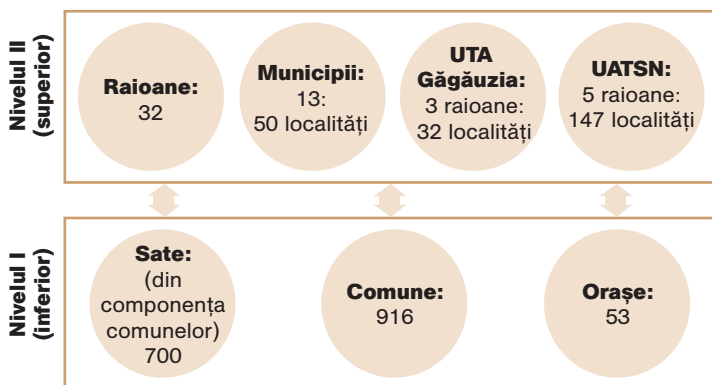 Nivelul II
(superior)
Raioane:
32
Municipii:
13:
50 localități
UTA
Găgăuzia:
3 raioane:
32 localități
UATSN:
5 raioane:
147 localități
Nivelul I
(inferior)
Sate:
(din
componența
comunelor)
700
Comune:
916
Orașe:
53